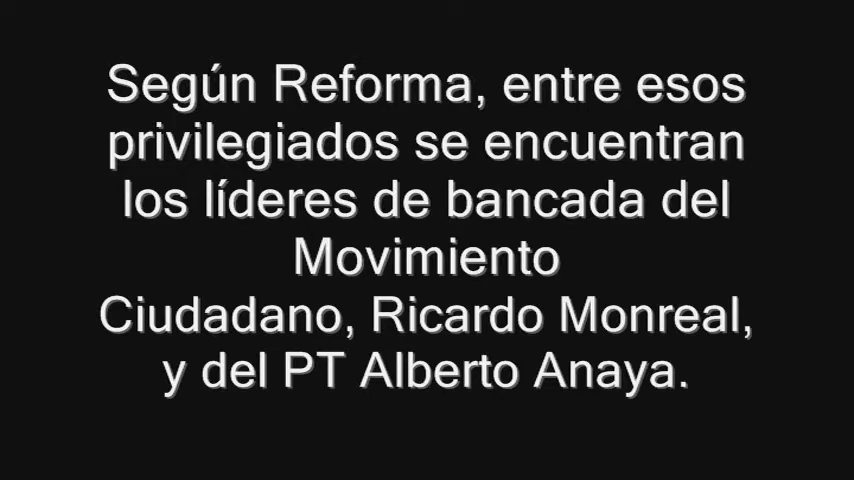 Según Reforma, entre esos
privilegiados se encuentran
los líderes de bancada del
Movimiento
Ciudadano, Ricardo Monreal,
y del PT Alberto Anaya.